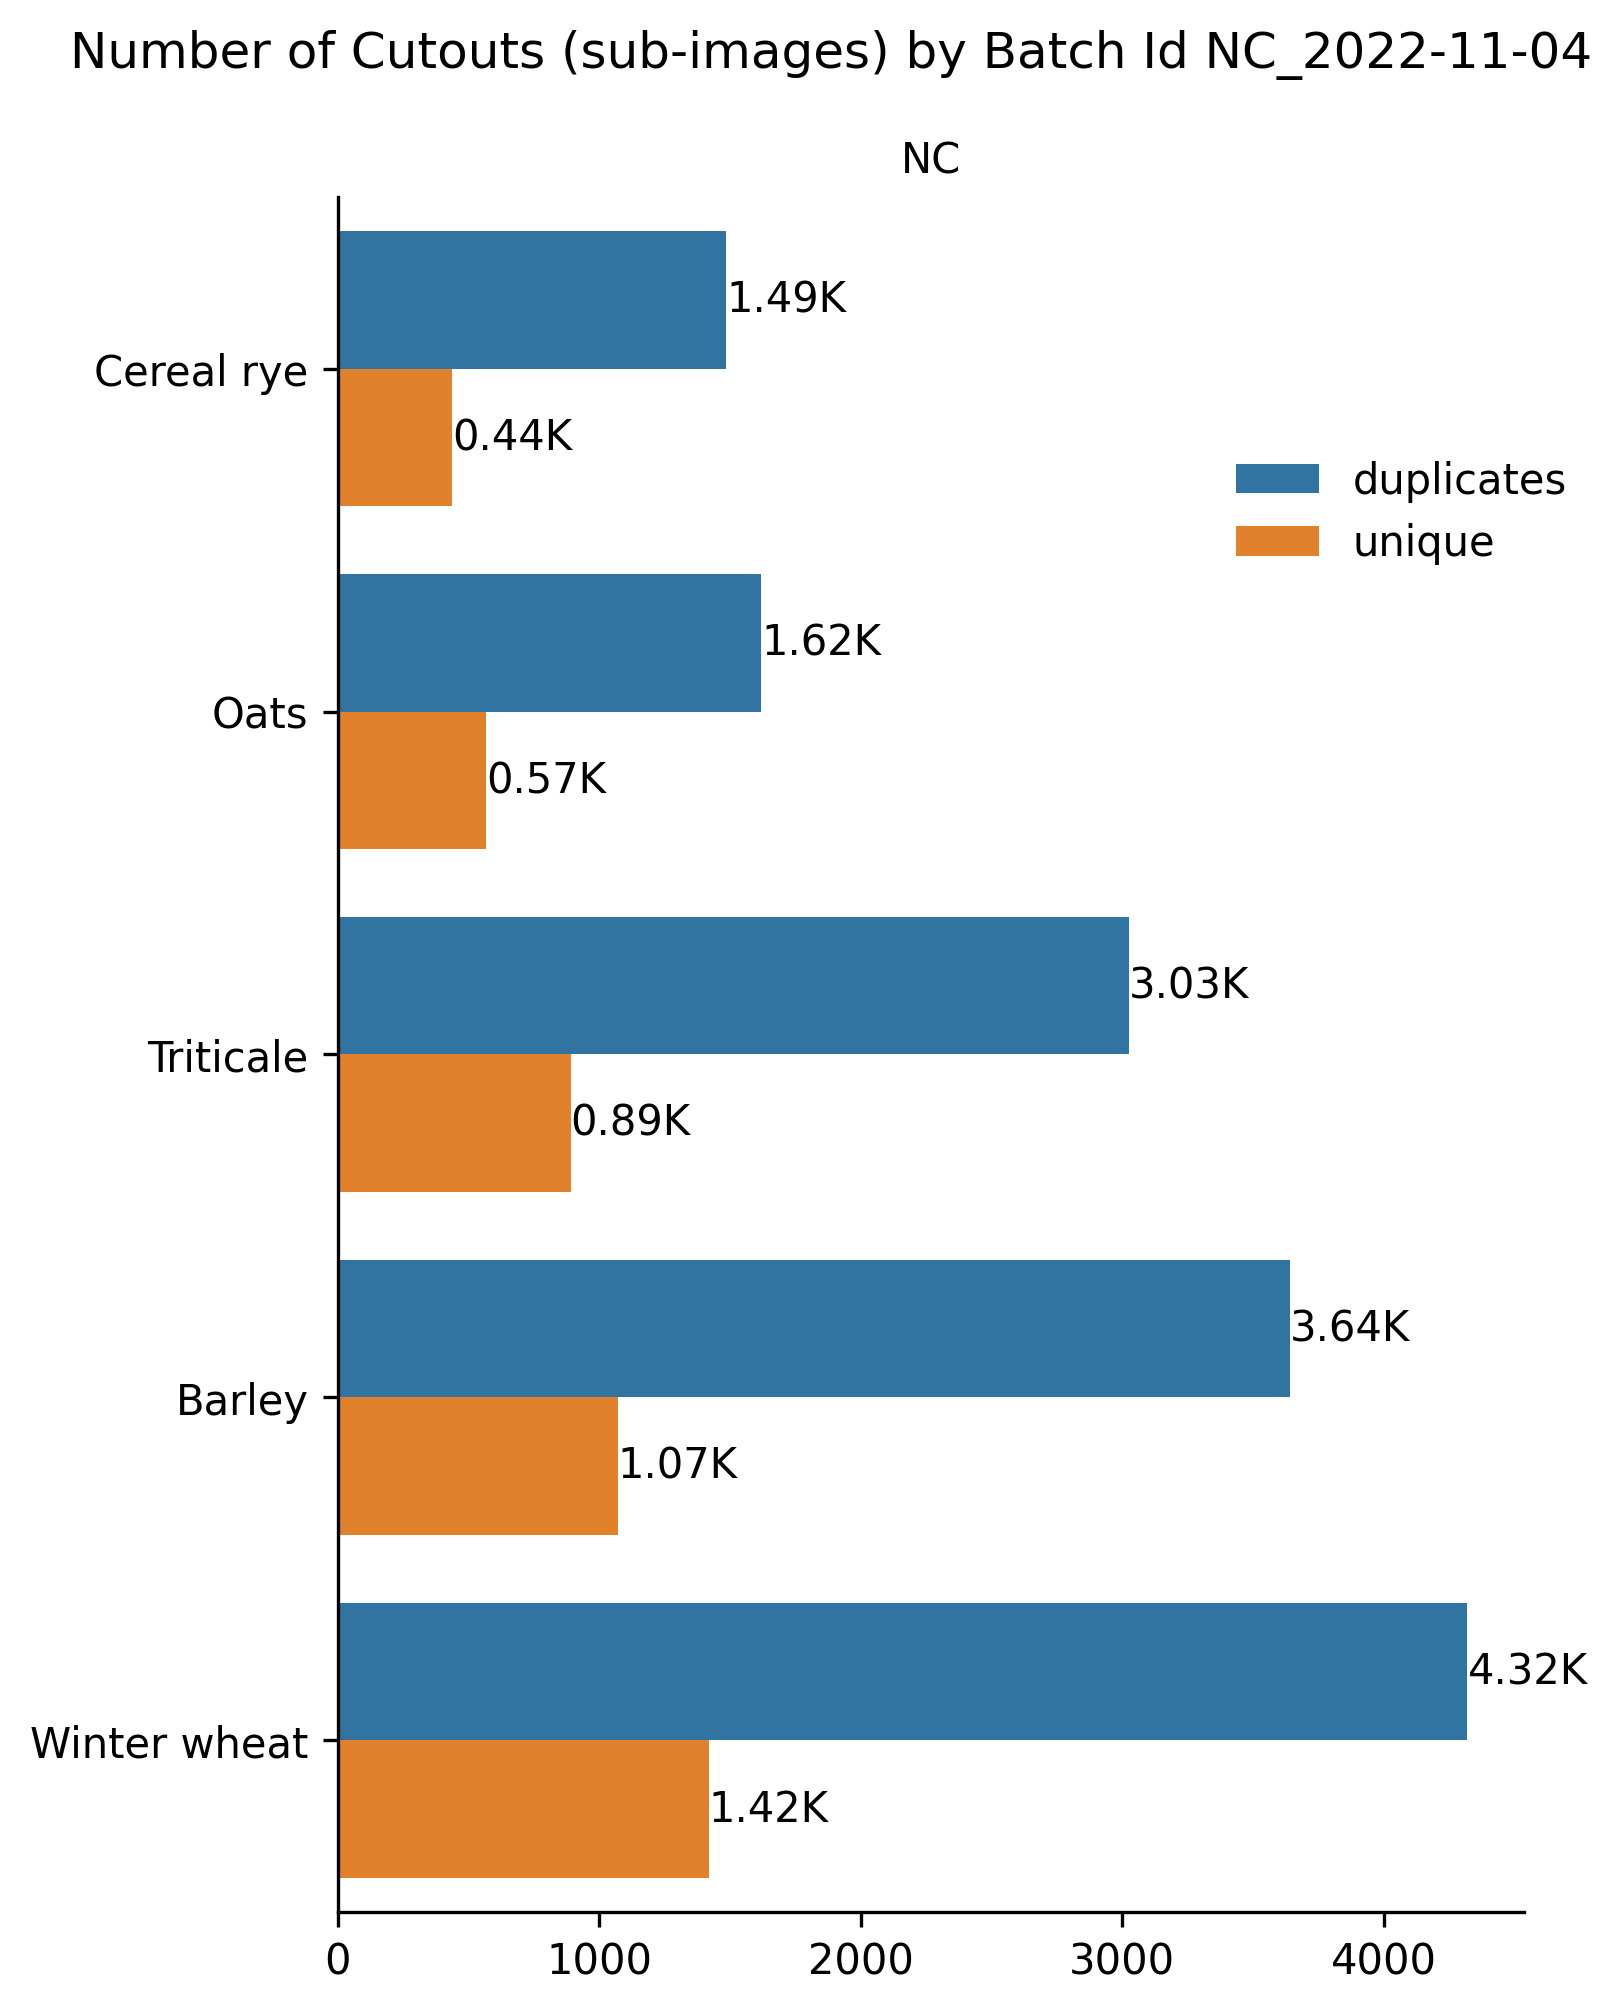 Number of Cutouts (sub-images) by Batch Id NC_2022-11-04
NC
1.49K
Cereal rye
0.44K
duplicates
unique
1.62K
Oats
0.57K
3.03K
Triticale
0.89K
3.64K
Barley
1.07K
4.32K
Winter wheat
1.42K
0 1000 2000 3000 4000